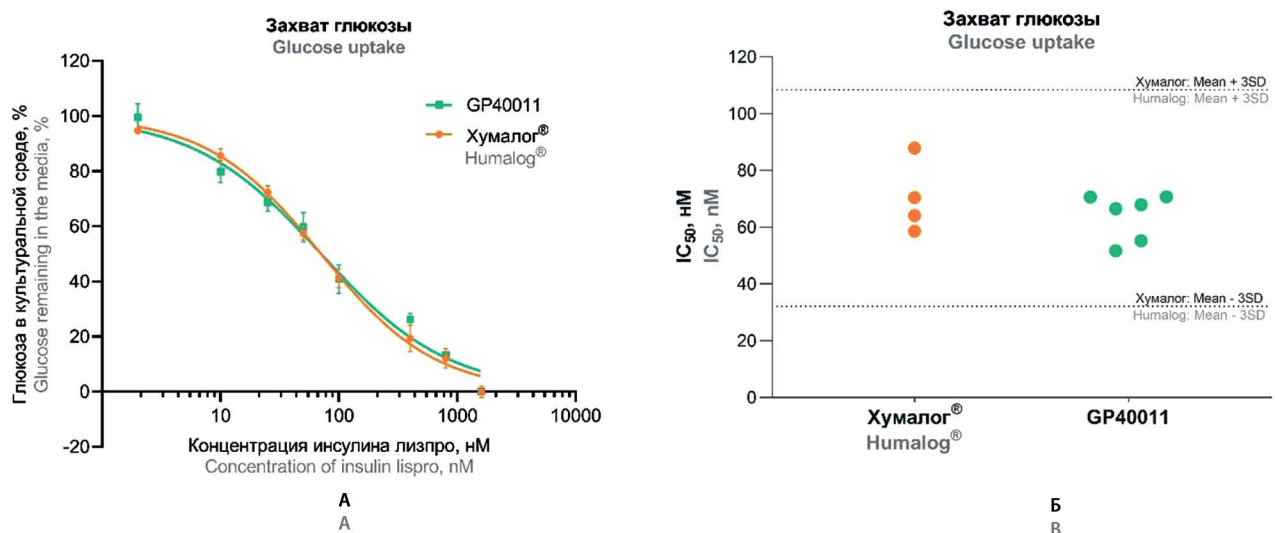 Захват глюкозы
Glucose uptake
Глюкоза в культуральной среде, %
Glucose remaining in the media, %
120
100
80
60
40
20
0
-20
GP40011
Хумалог®
Humalog®
10
100
1000
10000
Концентрация инсулина лизпро, нМ
Concentration of insulin lispro, nM
А
A
Захват глюкозы
Glucose uptake
IC50, нМ
IC50, nM
120
100
80
60
40
20
0
Хумалог: Mean + 3SD
Humalog: Mean + 3SD
Хумалог: Mean - 3SD
Humalog: Mean - 3SD
Хумалог®
Humalog®
GP40011
Б
B